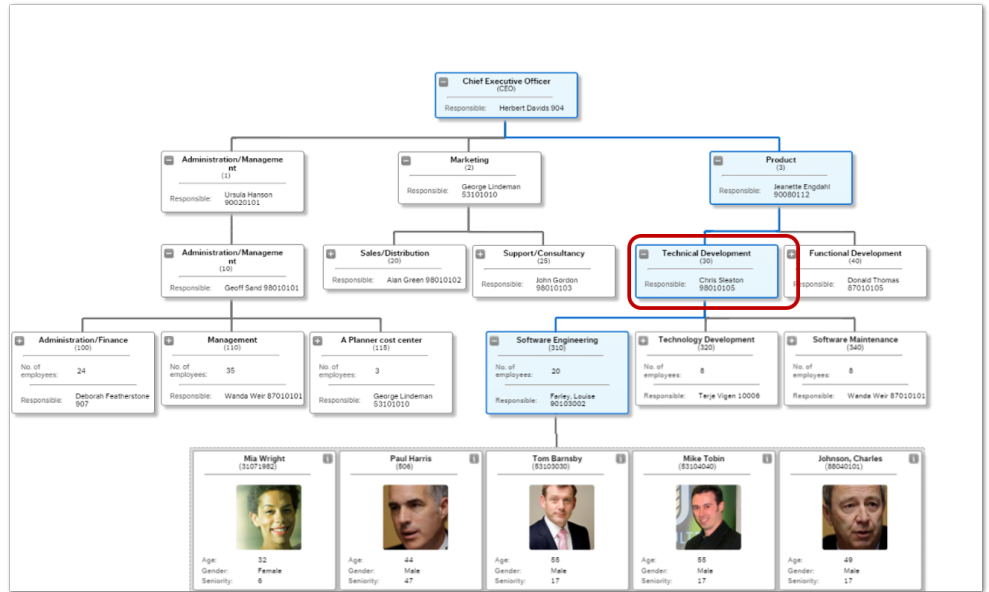 Chief Executive Officer
(CEO)
Responsible: Herbert Davids 904
Administration/Manageme
nt
(1)
Responsible: Ursula Hanson
90020101
Marketing
(2)
Responsible: George Lindeman
53101010
Product
(3)
Responsible: Jeanette Engdahl
90080112
Administration/Manageme
nt
(10)
Responsible: Geoff Sand 98010101
Sales/Distribution
(20)
Responsible: Alan Green 98010102
Support/Consultancy
(25)
Responsible: John Gordon
98010103
Technical Development
(30)
Responsible: Chris Sleaton
98010105
Functional Development
(40)
Responsible: Donald Thomas
87010105
Administration/Finance
(100)
No. of
employees: 24
Responsible: Deborah Featherstone
907
Management
(110)
No. of
employees: 35
Responsible: Wanda Weir 87010101
A Planner cost center
(115)
No. of
employees: 3
Responsible: George Lindeman
53101010
Software Engineering
(310)
No. of
employees: 20
Responsible: Farley, Louise
90103002
Technology Development
(320)
No. of
employees: 8
Responsible: Terje Vigen 10006
Software Maintenance
(340)
No. of
employees: 8
Responsible: Wanda Weir 87010101
Mia Wright
(31071982)
Age: 32
Gender: Female
Seniority: 6
Paul Harris
(506)
Age: 44
Gender: Male
Seniority: 47
Tom Barnsby
(53103030)
Age: 55
Gender: Male
Seniority: 17
Mike Tobin
(53104040)
Age: 55
Gender: Male
Seniority: 17
Johnson, Charles
(88040101)
Age: 49
Gender: Male
Seniority: 17